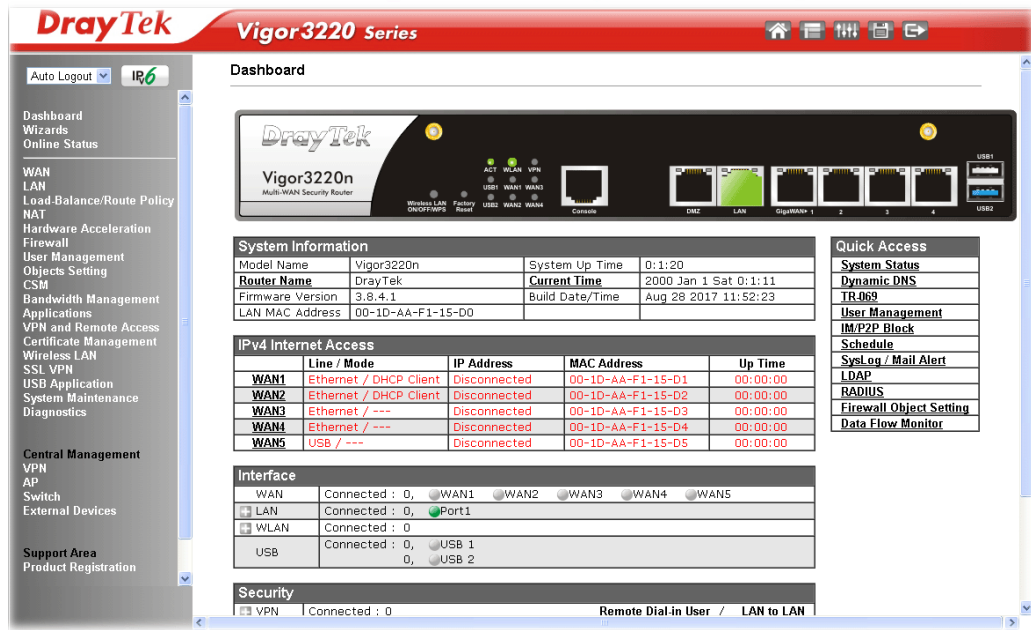 DrayTek Vigor3220 Series
Auto Logout IPv6
Dashboard
Wizards
Online Status
WAN
LAN
Load-Balance/Route Policy
NAT
Hardware Acceleration
Firewall
User Management
Objects Setting
CSM
Bandwidth Management
Applications
VPN and Remote Access
Certificate Management
Wireless LAN
SSL VPN
USB Application
System Maintenance
Diagnostics
Central Management
VPN
AP
Switch
External Devices
Support Area
Product Registration
Dashboard
DrayTek
Vigor3220n
Multi-WAN Security Router
Wireless LAN ON/OFF/WPS
Factory Reset
ACT WLAN VPN
USB1 WAN1 WAN3
USB2 WAN2 WAN4
Console
DMZ LAN GigaWAN 1 2 3 4
USB1
USB2
System Information
Model Name Vigor3220n System Up Time 0:1:20
Router Name DrayTek Current Time 2000 Jan 1 Sat 0:1:11
Firmware Version 3.8.4.1 Build Date/Time Aug 28 2017 11:52:23
LAN MAC Address 00-1D-AA-F1-15-D0
IPv4 Internet Access
Line / Mode IP Address MAC Address Up Time
WAN1 Ethernet / DHCP Client Disconnected 00-1D-AA-F1-15-D1 00:00:00
WAN2 Ethernet / DHCP Client Disconnected 00-1D-AA-F1-15-D2 00:00:00
WAN3 Ethernet / --- Disconnected 00-1D-AA-F1-15-D3 00:00:00
WAN4 Ethernet / --- Disconnected 00-1D-AA-F1-15-D4 00:00:00
WAN5 USB / --- Disconnected 00-1D-AA-F1-15-D5 00:00:00
Interface
WAN Connected : 0, WAN1 WAN2 WAN3 WAN4 WAN5
LAN Connected : 0, Port1
WLAN Connected : 0
USB Connected : 0, USB 1
0, USB 2
Security
VPN Connected : 0 Remote Dial-in User / LAN to LAN
Quick Access
System Status
Dynamic DNS
TR-069
User Management
IM/P2P Block
Schedule
SysLog / Mail Alert
LDAP
RADIUS
Firewall Object Setting
Data Flow Monitor